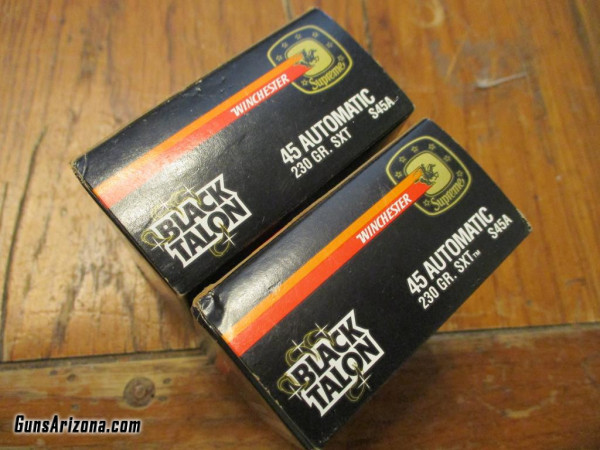 Supreme
WINCHESTER
45 AUTOMATIC
230 GR. SXT
S45A
BLACK
TALON
Supreme
WINCHESTER
45 AUTOMATIC
230 GR. SXT™
S45A
BLACK
TALON
GunsArizona.com